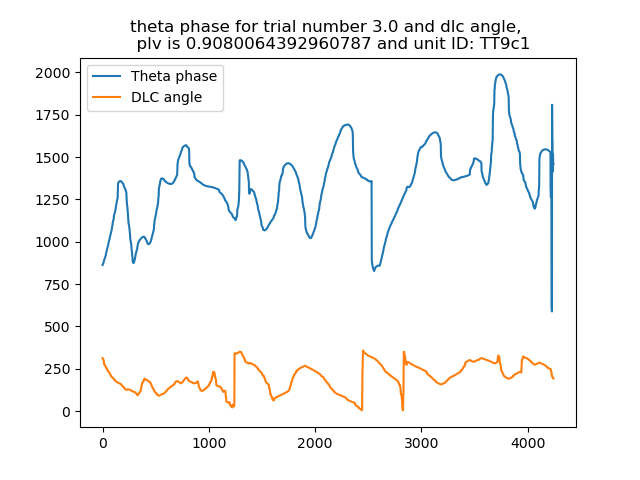 theta phase for trial number 3.0 and dlc angle,
plv is 0.9080064392960787 and unit ID: TT9c1
Theta phase
DLC angle
2000
1750
1500
1250
1000
750
500
250
0
0 1000 2000 3000 4000